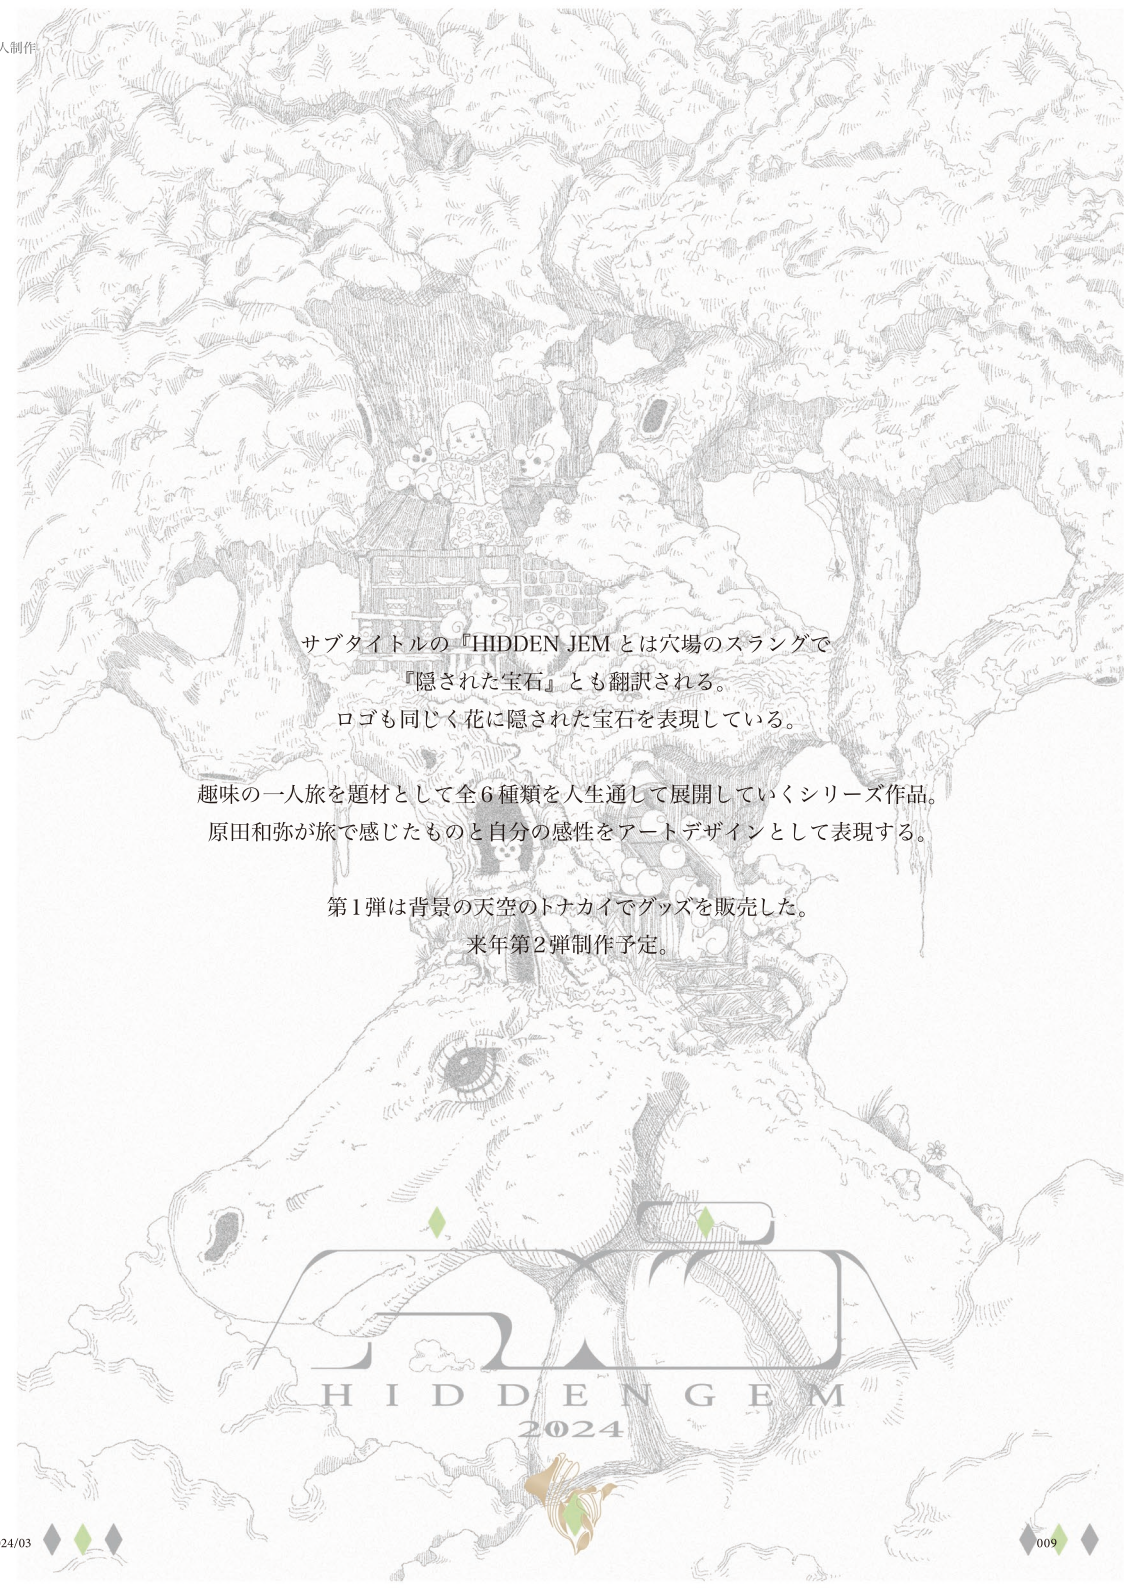 人制作
サブタイトルの『HIDDEN JEM とは穴場のスラングで
『隠された宝石』とも翻訳される。
ロゴも同じく花に隠された宝石を表現している。
趣味の一人旅を題材として全６種類を人生通して展開していくシリーズ作品。
原田和弥が旅で感じたものと自分の感性をアートデザインとして表現する。
第1弾は背景の天空のトナカイでグッズを販売した。
来年第2弾制作予定。
HIDDENGEM
2024
24/03
009